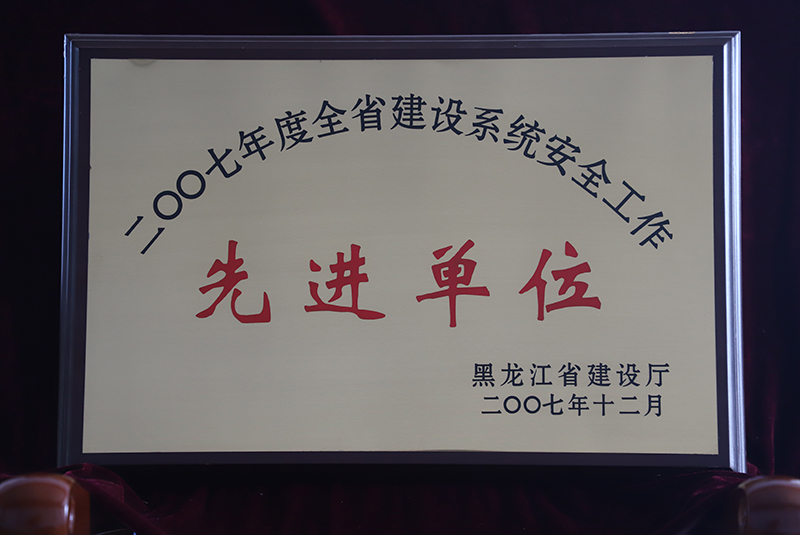 二〇〇七年度全省建设系统安全工作
先进单位
黑龙江省建设厅
二〇〇七年十二月